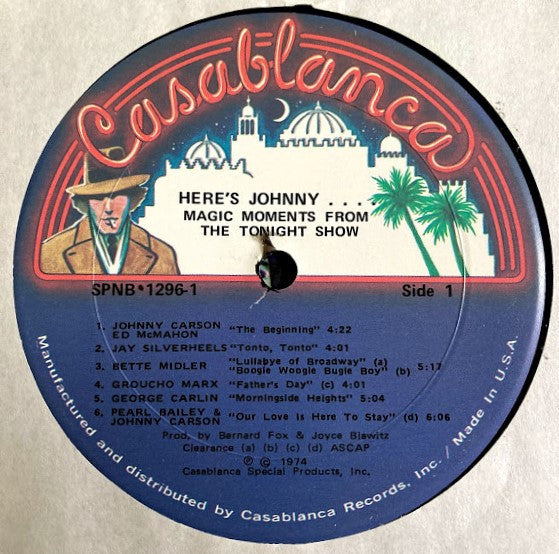 Casablanca
HERE'S JOHNNY . . . .
MAGIC MOMENTS FROM
THE TONIGHT SHOW
SPNB•1296-1 Side 1
1. JOHNNY CARSON ED McMAHON "The Beginning" 4:22
2. JAY SILVERHEELS "Tonto, Tonto" 4:01
3. BETTE MIDLER "Lullabye of Broadway" (a) "Boogie Woogie Bugle Boy" (b) 5:17
4. GROUCHO MARX "Father's Day" (c) 4:01
5. GEORGE CARLIN "Morningside Heights" 5:04
6. PEARL BAILEY & JOHNNY CARSON "Our Love Is Here To Stay" (d) 6:06
Prod. by Bernard Fox & Joyce Biawitz
Clearance (a) (b) (c) (d) ASCAP
℗ © 1974
Casablanca Special Products, Inc.
Manufactured and distributed by Casablanca Records, Inc. / Made In U.S.A.